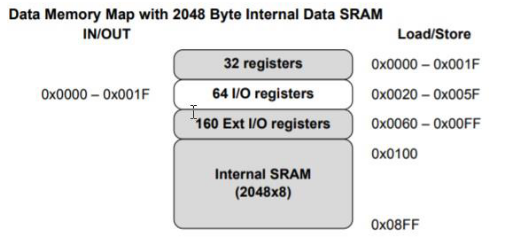 Data Memory Map with 2048 Byte Internal Data SRAM
IN/OUT
Load/Store
32 registers
0x0000 – 0x001F
0x0000 – 0x001F
64 I/O registers
0x0020 – 0x005F
160 Ext I/O registers
0x0060 – 0x00FF
0x0100
Internal SRAM
(2048x8)
0x08FF